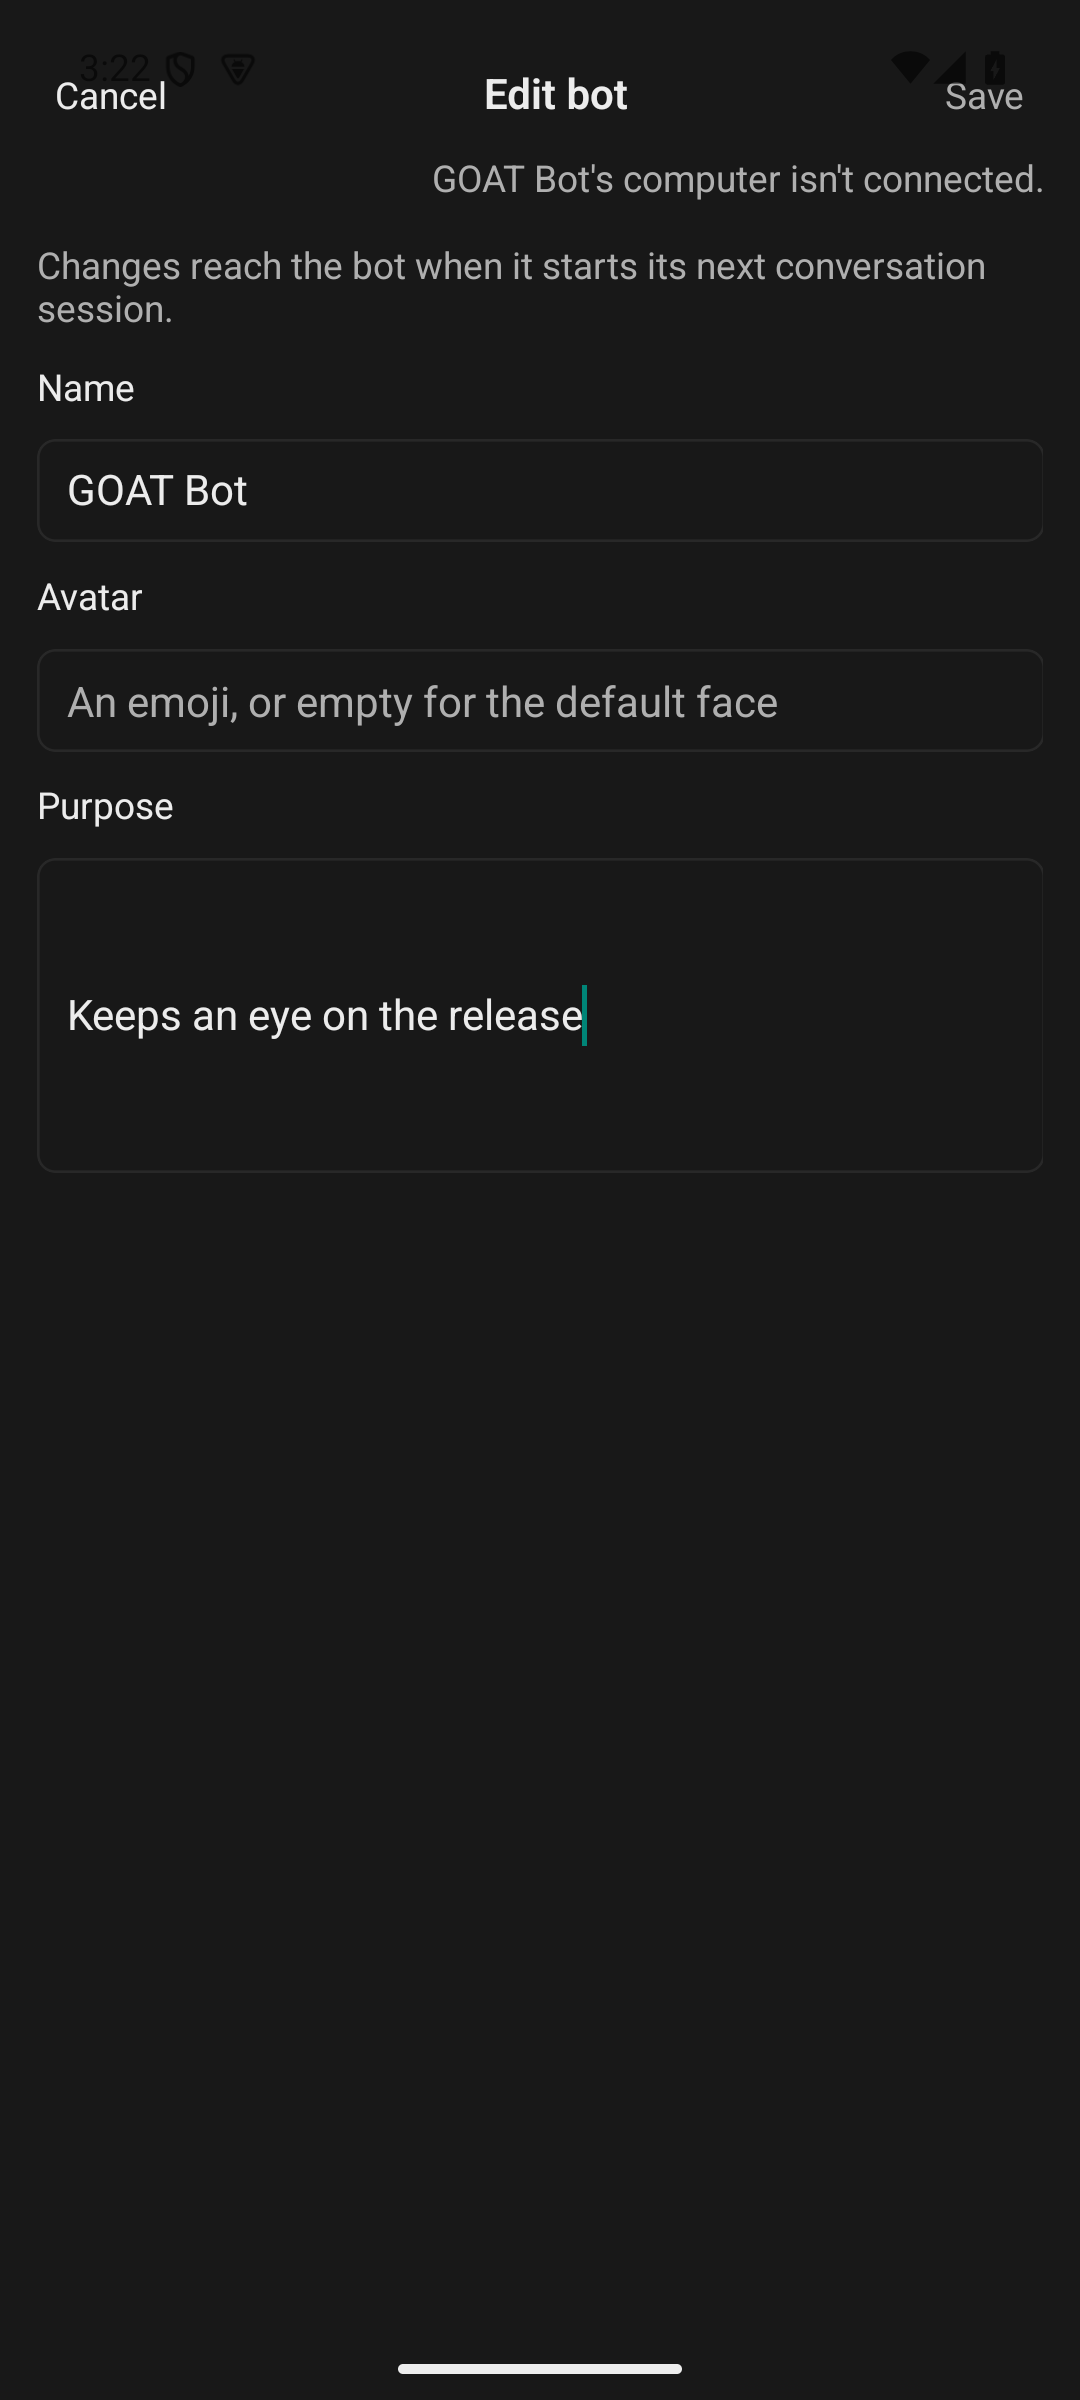 3:22
Cancel
Edit bot
Save
GOAT Bot's computer isn't connected.
Changes reach the bot when it starts its next conversation
session.
Name
GOAT Bot
Avatar
An emoji, or empty for the default face
Purpose
Keeps an eye on the release